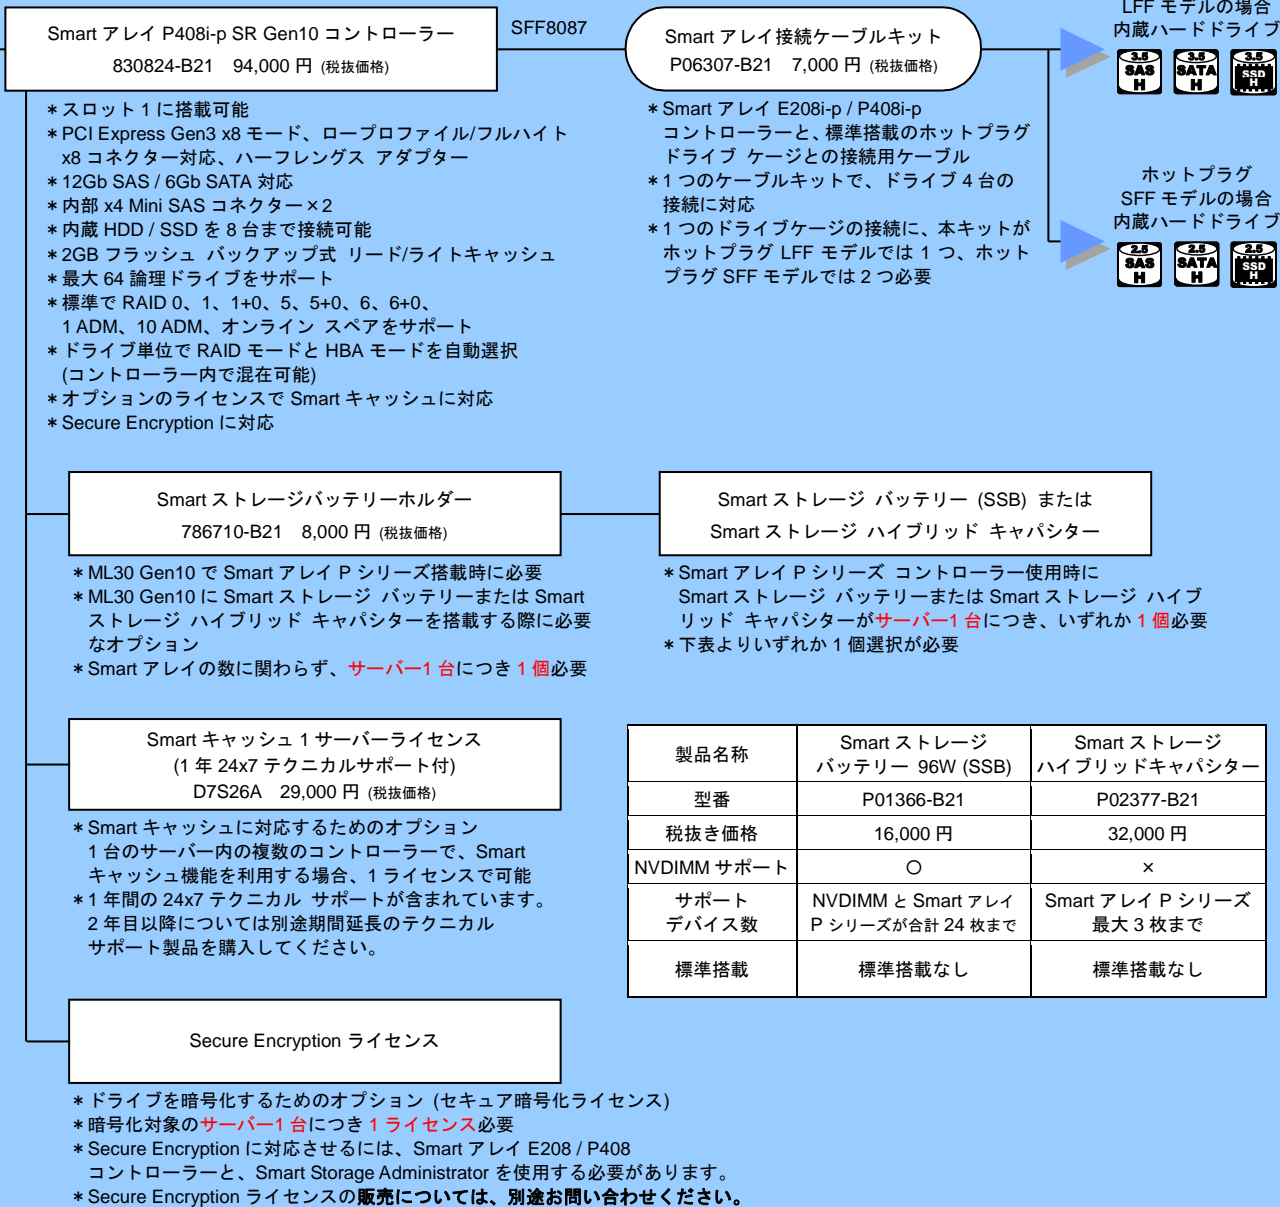 Smart アレイ P408i-p SR Gen10 コントローラー
830824-B21 94,000 円 (税抜価格)
SFF8087
Smart アレイ接続ケーブルキット
P06307-B21 7,000 円 (税抜価格)
LFF モデルの場合
内蔵ハードドライブ
3.5 SAS H
3.5 SATA H
3.5 SSD H
＊スロット 1 に搭載可能
＊PCI Express Gen3 x8 モード、ロープロファイル/フルハイト
x8 コネクター対応、ハーフレングス アダプター
＊12Gb SAS / 6Gb SATA 対応
＊内部 x4 Mini SAS コネクター×2
＊内蔵 HDD / SSD を 8 台まで接続可能
＊2GB フラッシュ バックアップ式 リード/ライトキャッシュ
＊最大 64 論理ドライブをサポート
＊標準で RAID 0、1、1+0、5、5+0、6、6+0、
1 ADM、10 ADM、オンライン スペアをサポート
＊ドライブ単位で RAID モードと HBA モードを自動選択
(コントローラー内で混在可能)
＊オプションのライセンスで Smart キャッシュに対応
＊Secure Encryption に対応
＊Smart アレイ E208i-p / P408i-p
コントローラーと、標準搭載のホットプラグ
ドライブ ケージとの接続用ケーブル
＊1 つのケーブルキットで、ドライブ 4 台の
接続に対応
＊1 つのドライブケージの接続に、本キットが
ホットプラグ LFF モデルでは 1 つ、ホット
プラグ SFF モデルでは 2 つ必要
ホットプラグ
SFF モデルの場合
内蔵ハードドライブ
2.5 SAS H
2.5 SATA H
2.5 SSD H
Smart ストレージバッテリーホルダー
786710-B21 8,000 円 (税抜価格)
＊ML30 Gen10 で Smart アレイ P シリーズ搭載時に必要
＊ML30 Gen10 に Smart ストレージ バッテリーまたは Smart
ストレージ ハイブリッド キャパシターを搭載する際に必要
なオプション
＊Smart アレイの数に関わらず、サーバー1 台につき 1 個必要
Smart ストレージ バッテリー (SSB) または
Smart ストレージ ハイブリッド キャパシター
＊Smart アレイ P シリーズ コントローラー使用時に
Smart ストレージ バッテリーまたは Smart ストレージ ハイブ
リッド キャパシターがサーバー1 台につき、いずれか 1 個必要
＊下表よりいずれか 1 個選択が必要
Smart キャッシュ 1 サーバーライセンス
(1 年 24x7 テクニカルサポート付)
D7S26A 29,000 円 (税抜価格)
＊Smart キャッシュに対応するためのオプション
1 台のサーバー内の複数のコントローラーで、Smart
キャッシュ機能を利用する場合、1 ライセンスで可能
＊1 年間の 24x7 テクニカル サポートが含まれています。
2 年目以降については別途期間延長のテクニカル
サポート製品を購入してください。
製品名称 Smart ストレージ バッテリー 96W (SSB) Smart ストレージ ハイブリッドキャパシター
型番 P01366-B21 P02377-B21
税抜き価格 16,000 円 32,000 円
NVDIMM サポート ○ ×
サポート デバイス数 NVDIMM と Smart アレイ P シリーズが合計 24 枚まで Smart アレイ P シリーズ 最大 3 枚まで
標準搭載 標準搭載なし 標準搭載なし
Secure Encryption ライセンス
＊ドライブを暗号化するためのオプション (セキュア暗号化ライセンス)
＊暗号化対象のサーバー1 台につき 1 ライセンス必要
＊Secure Encryption に対応させるには、Smart アレイ E208 / P408
コントローラーと、Smart Storage Administrator を使用する必要があります。
＊Secure Encryption ライセンスの販売については、別途お問い合わせください。